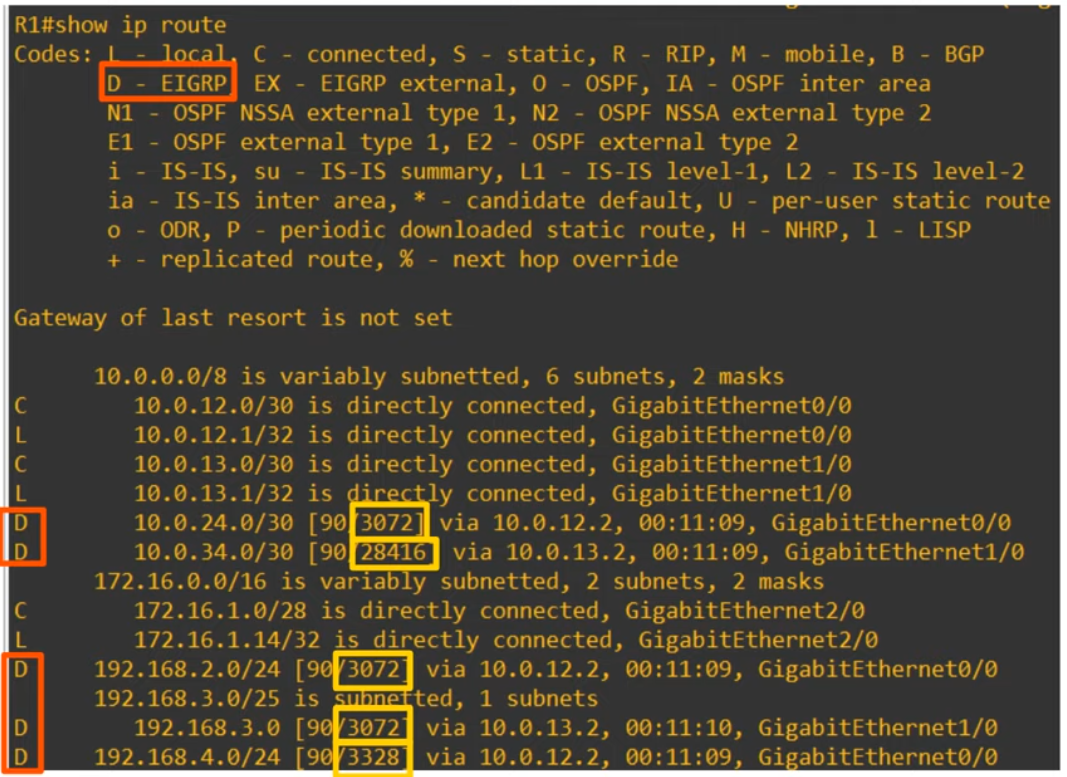 R1#show ip route
Codes: L - local, C - connected, S - static, R - RIP, M - mobile, B - BGP
D - EIGRP, EX - EIGRP external, O - OSPF, IA - OSPF inter area
N1 - OSPF NSSA external type 1, N2 - OSPF NSSA external type 2
E1 - OSPF external type 1, E2 - OSPF external type 2
i - IS-IS, su - IS-IS summary, L1 - IS-IS level-1, L2 - IS-IS level-2
ia - IS-IS inter area, * - candidate default, U - per-user static route
o - ODR, P - periodic downloaded static route, H - NHRP, l - LISP
+ - replicated route, % - next hop override
Gateway of last resort is not set
10.0.0.0/8 is variably subnetted, 6 subnets, 2 masks
C 10.0.12.0/30 is directly connected, GigabitEthernet0/0
L 10.0.12.1/32 is directly connected, GigabitEthernet0/0
C 10.0.13.0/30 is directly connected, GigabitEthernet1/0
L 10.0.13.1/32 is directly connected, GigabitEthernet1/0
D 10.0.24.0/30 [90/3072] via 10.0.12.2, 00:11:09, GigabitEthernet0/0
D 10.0.34.0/30 [90/28416] via 10.0.13.2, 00:11:09, GigabitEthernet1/0
172.16.0.0/16 is variably subnetted, 2 subnets, 2 masks
C 172.16.1.0/28 is directly connected, GigabitEthernet2/0
L 172.16.1.14/32 is directly connected, GigabitEthernet2/0
D 192.168.2.0/24 [90/3072] via 10.0.12.2, 00:11:09, GigabitEthernet0/0
192.168.3.0/25 is subnetted, 1 subnets
D 192.168.3.0 [90/3072] via 10.0.13.2, 00:11:10, GigabitEthernet1/0
D 192.168.4.0/24 [90/3328] via 10.0.12.2, 00:11:09, GigabitEthernet0/0